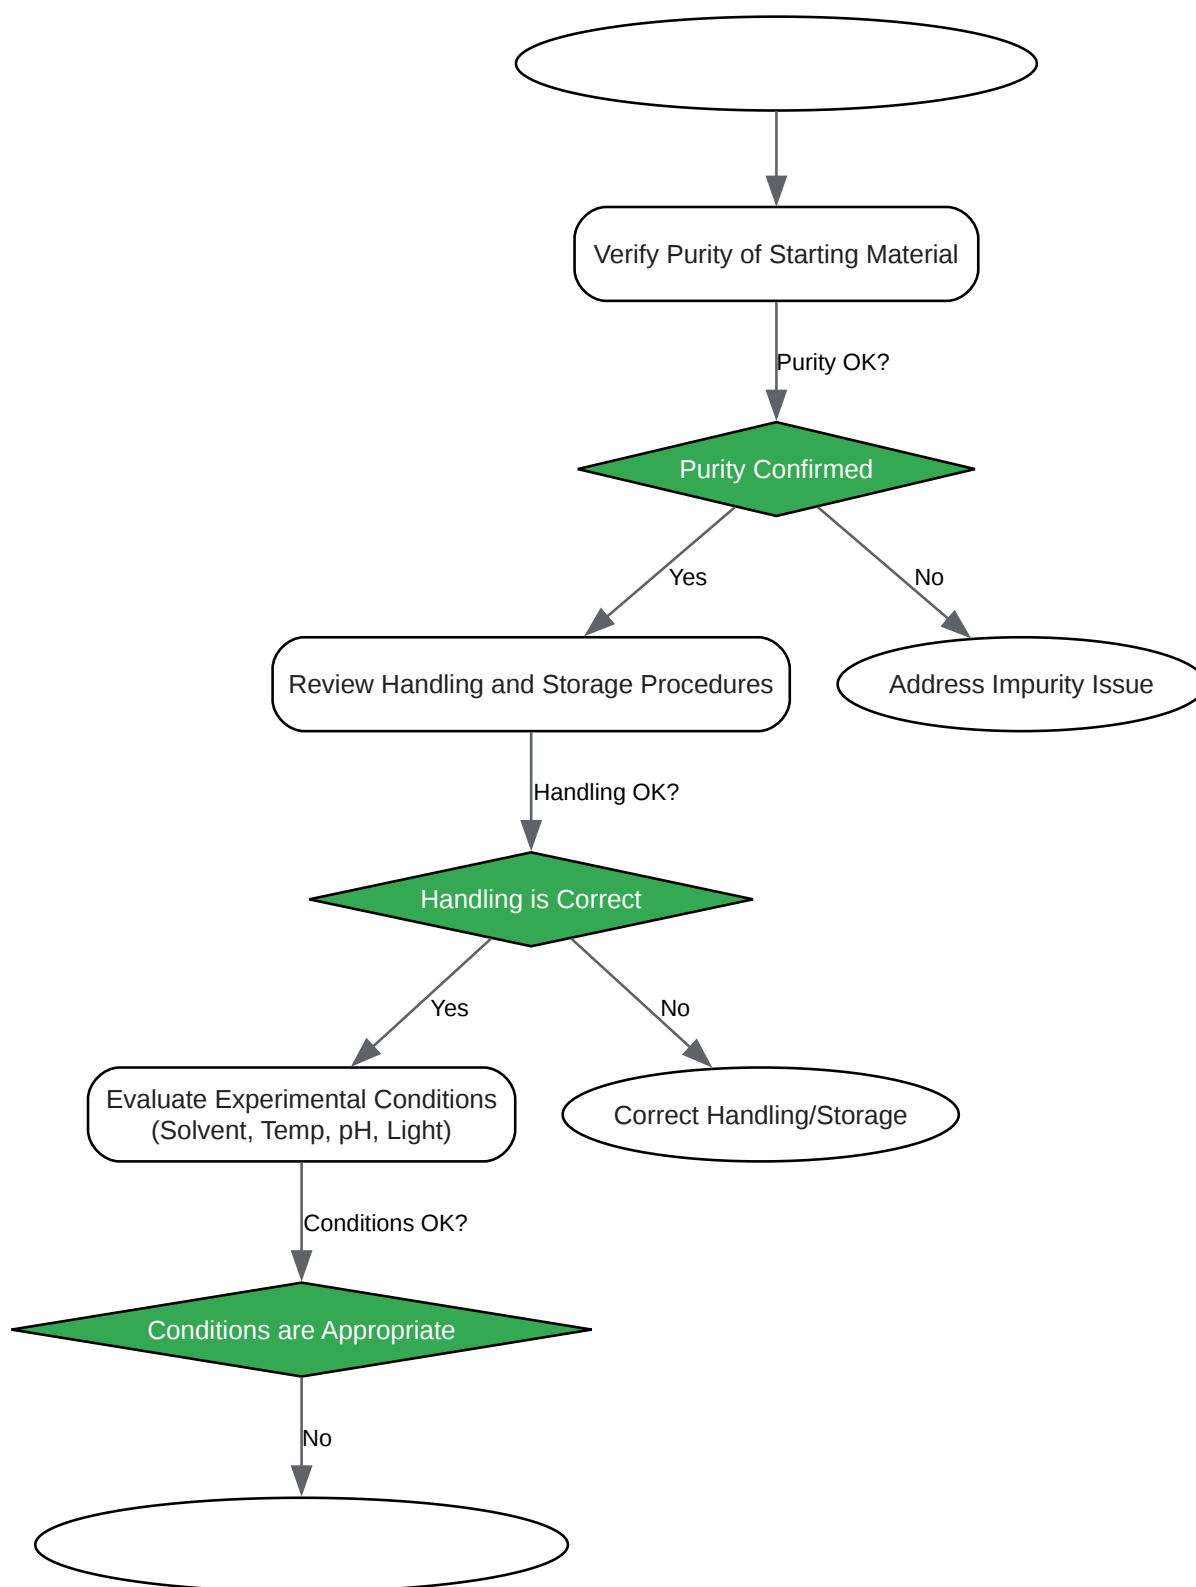 Verify Purity of Starting Material
Purity OK?
Purity Confirmed
Yes
No
Review Handling and Storage Procedures
Address Impurity Issue
Handling OK?
Handling is Correct
Yes
No
Evaluate Experimental Conditions
(Solvent, Temp, pH, Light)
Correct Handling/Storage
Conditions OK?
Conditions are Appropriate
No